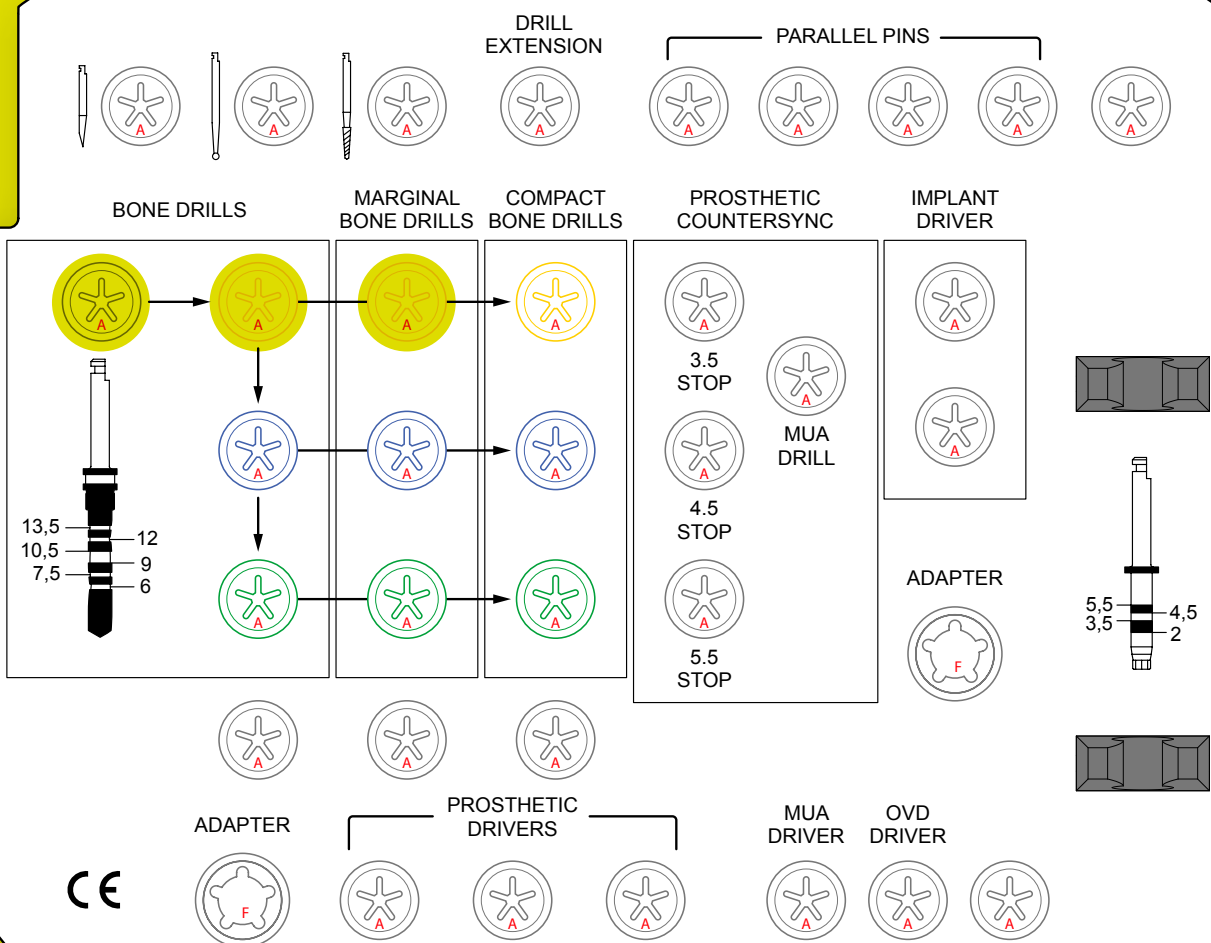 DRILL
EXTENSION
PARALLEL PINS
A A A A A A A A A
BONE DRILLS
MARGINAL
BONE DRILLS
COMPACT
BONE DRILLS
PROSTHETIC
COUNTERSYNC
IMPLANT
DRIVER
A A A A A A
3.5
STOP
A
MUA
DRILL
A A A A A
4.5
STOP
13,5
12
10,5
9
7,5
6
A A A A
5.5
STOP
ADAPTER
F
5,5
4,5
3,5
2
A A A
ADAPTER
PROSTHETIC
DRIVERS
MUA
DRIVER
OVD
DRIVER
CE
F A A A A A A